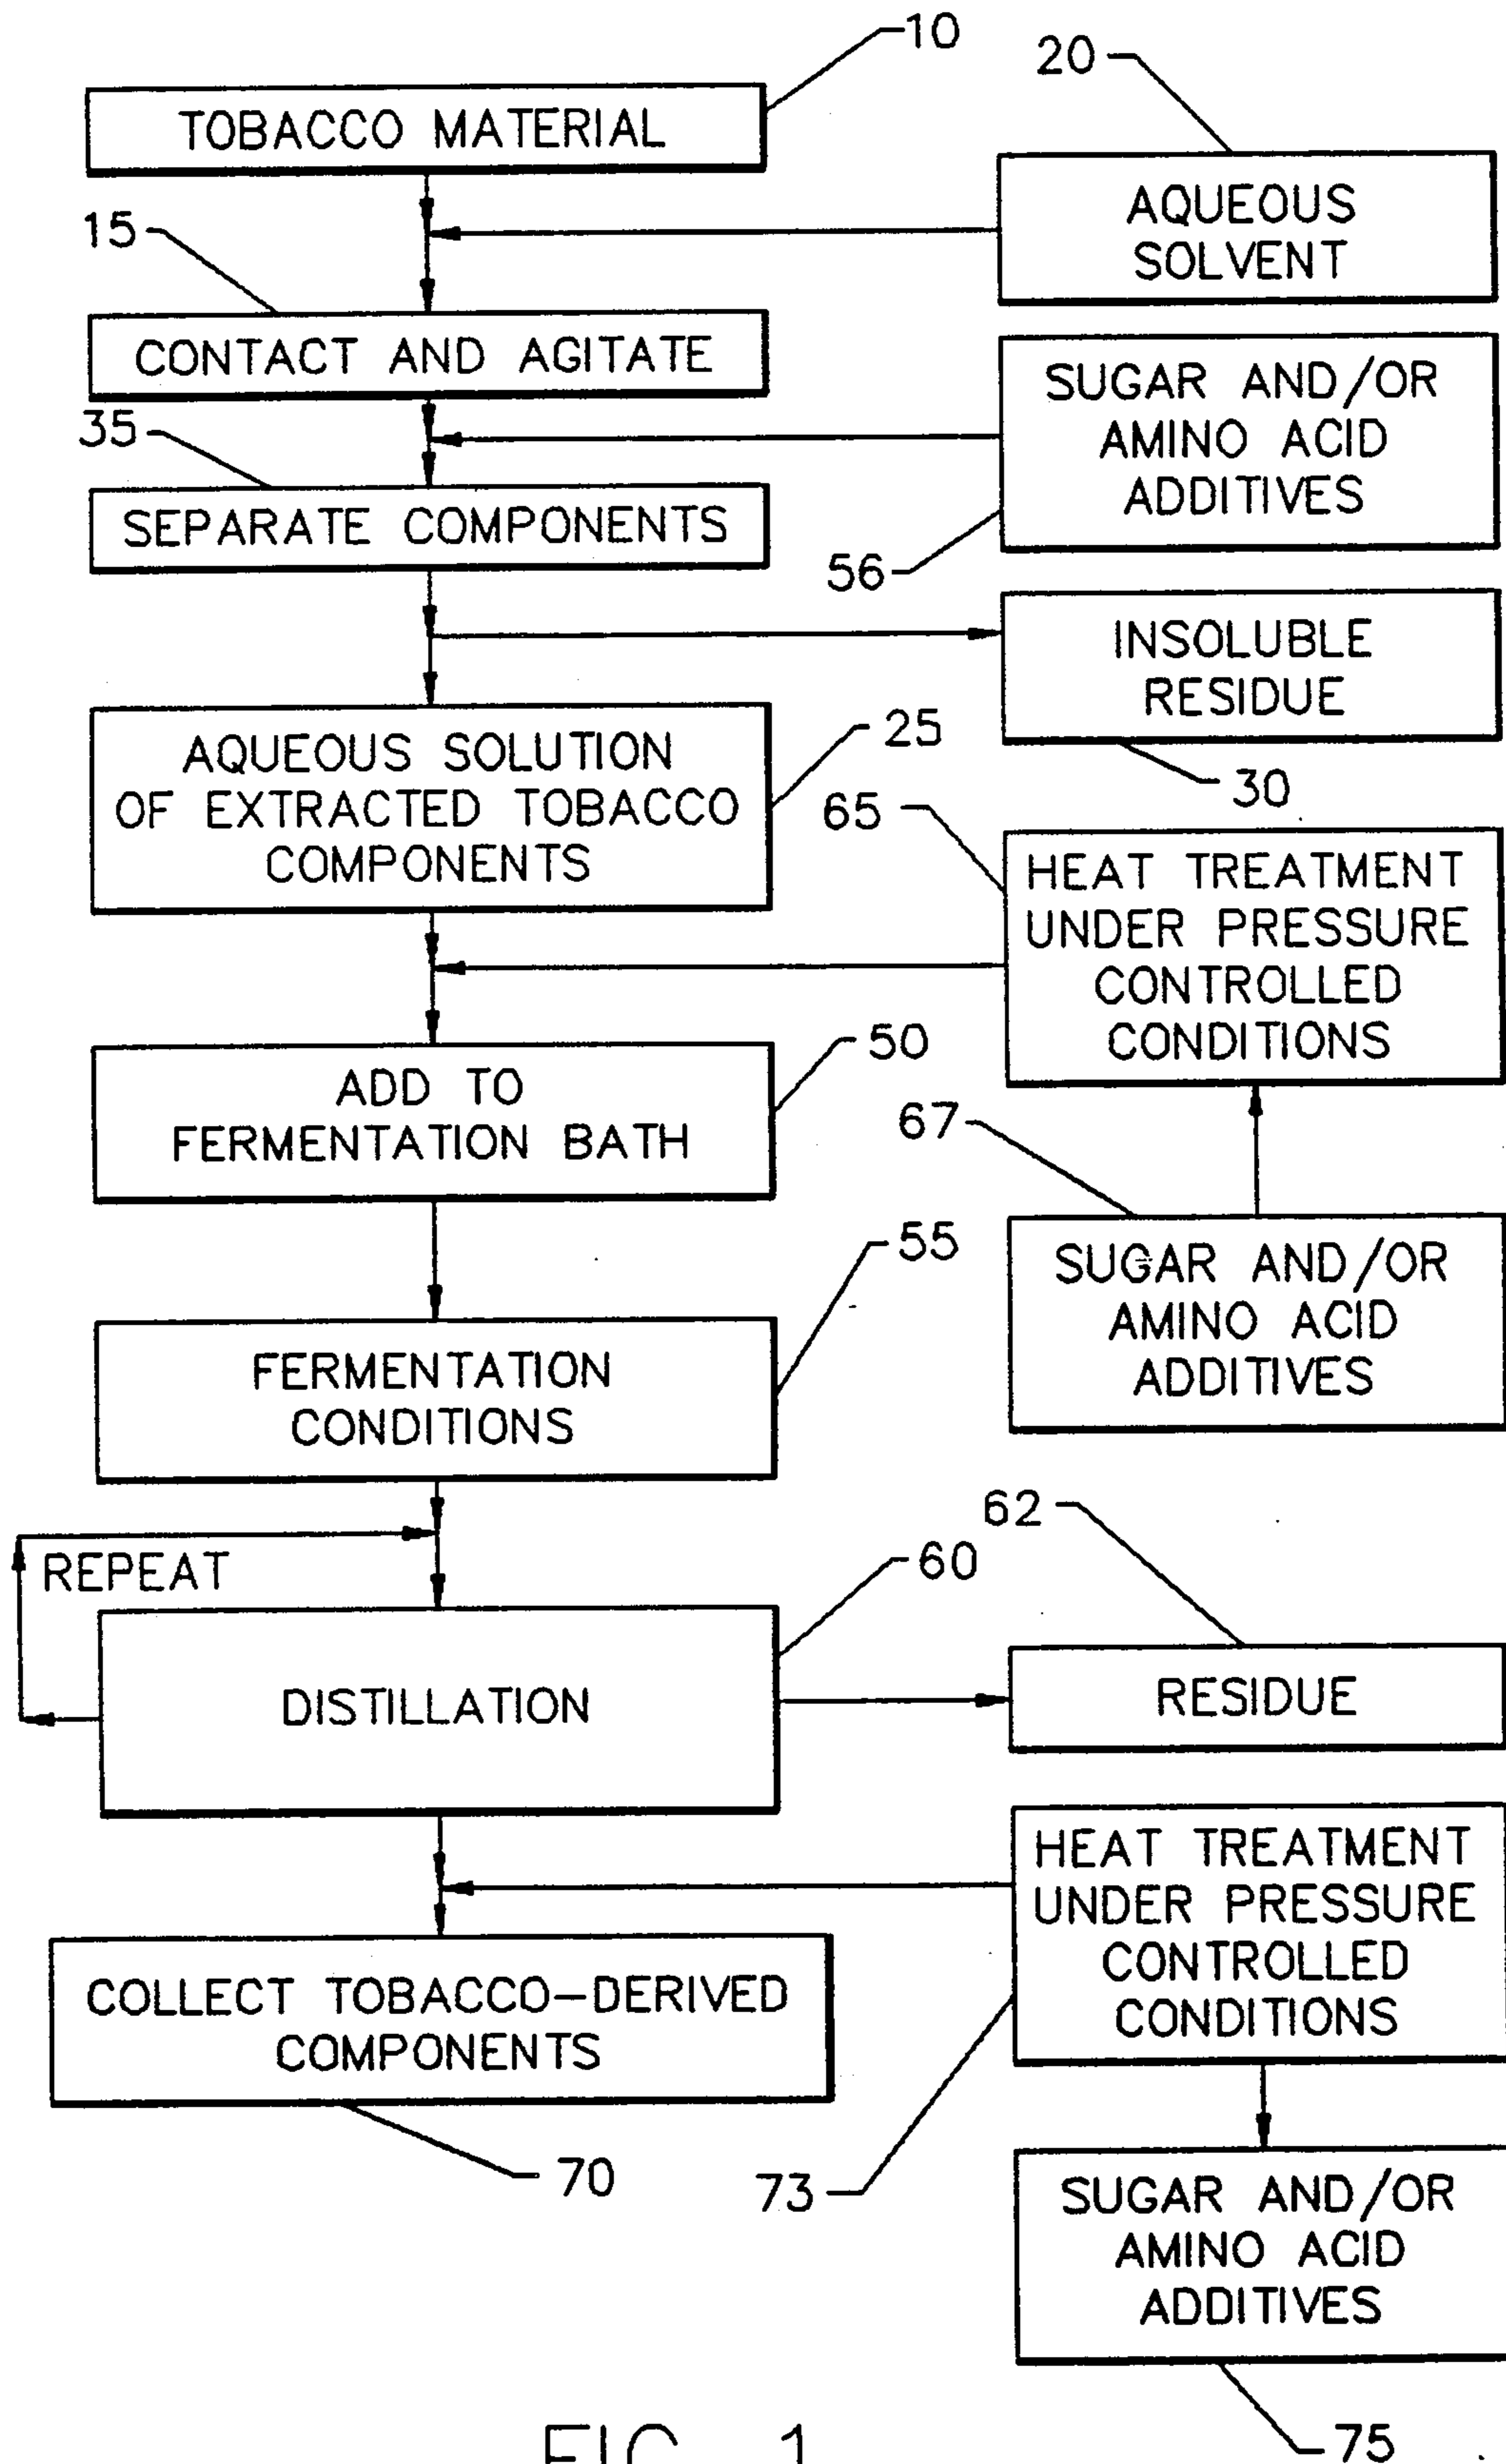 10
TOBACCO MATERIAL
20
AQUEOUS
SOLVENT
15
CONTACT AND AGITATE
SUGAR AND/OR
AMINO ACID
ADDITIVES
56
35
SEPARATE COMPONENTS
INSOLUBLE
RESIDUE
30
AQUEOUS SOLUTION
OF EXTRACTED TOBACCO
COMPONENTS
25
65
HEAT TREATMENT
UNDER PRESSURE
CONTROLLED
CONDITIONS
ADD TO
FERMENTATION BATH
50
67
SUGAR AND/OR
AMINO ACID
ADDITIVES
55
FERMENTATION
CONDITIONS
REPEAT
60
62
DISTILLATION
RESIDUE
HEAT TREATMENT
UNDER PRESSURE
CONTROLLED
CONDITIONS
73
COLLECT TOBACCO-DERIVED
COMPONENTS
70
SUGAR AND/OR
AMINO ACID
ADDITIVES
75
FIG. 1